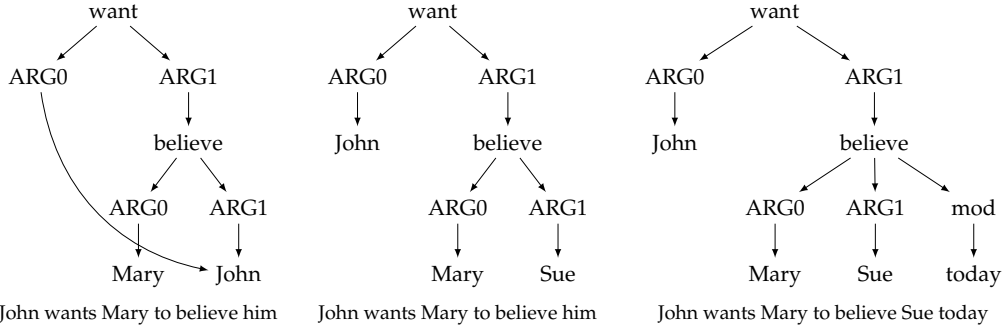 want want want
ARG0 ARG1 ARG0 ARG1 ARG0 ARG1
believe John believe John believe
ARG0 ARG1 ARG0 ARG1 ARG0 ARG1 mod
Mary John Mary Sue Mary Sue today
John wants Mary to believe him John wants Mary to believe him John wants Mary to believe Sue today